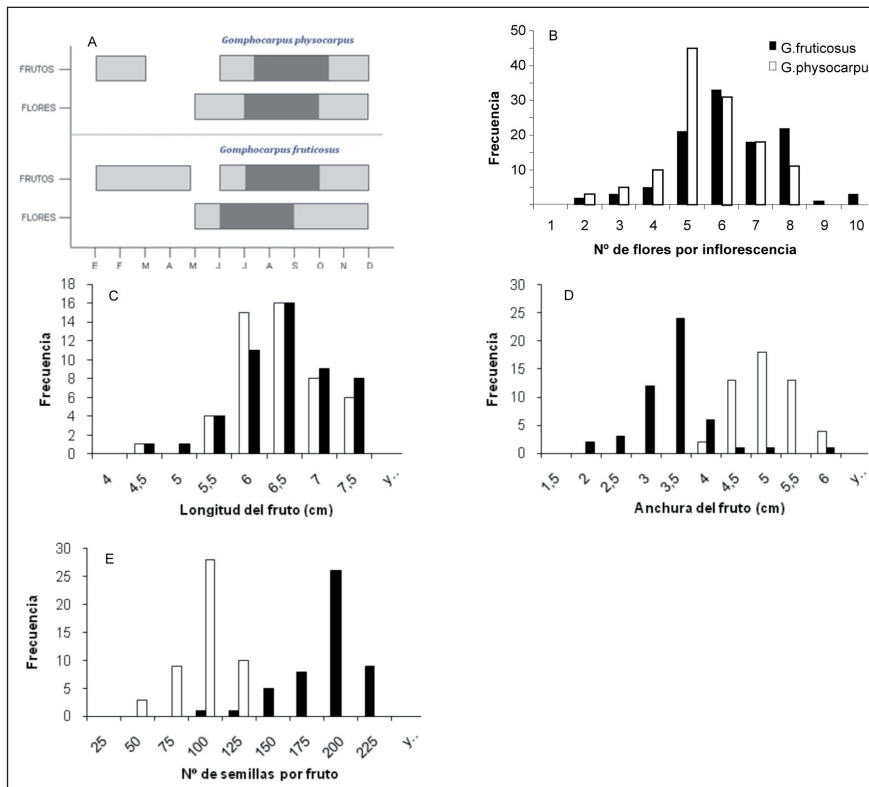 A
Gomphocarpus physocarpus
FRUTOS
FLORES
Gomphocarpus fruticosus
FRUTOS
FLORES
E F M A M J J A S O N D
B
50
40
30
20
10
Frecuencia
G.fruticosus
G.physocarpu
1 2 3 4 5 6 7 8 9 10
Nº de flores por inflorescencia
C
18
16
14
12
10
8
6
4
2
0
Frecuencia
4 4,5 5 5,5 6 6,5 7 7,5 y...
Longitud del fruto (cm)
D
30
25
20
15
10
5
0
Frecuencia
1,5 2 2,5 3 3,5 4 4,5 5 5,5 6 y...
Anchura del fruto (cm)
E
30
25
20
15
10
5
0
Frecuencia
25 50 75 100 125 150 175 200 225 y...
Nº de semillas por fruto